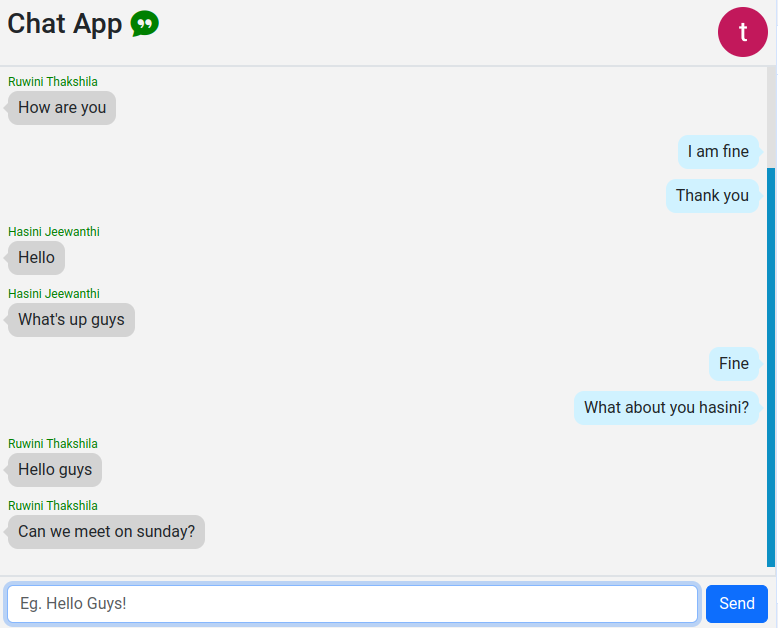 Chat App
t
Ruwini Thakshila
How are you
I am fine
Thank you
Hasini Jeewanthi
Hello
Hasini Jeewanthi
What's up guys
Fine
What about you hasini?
Ruwini Thakshila
Hello guys
Ruwini Thakshila
Can we meet on sunday?
Eg. Hello Guys!
Send